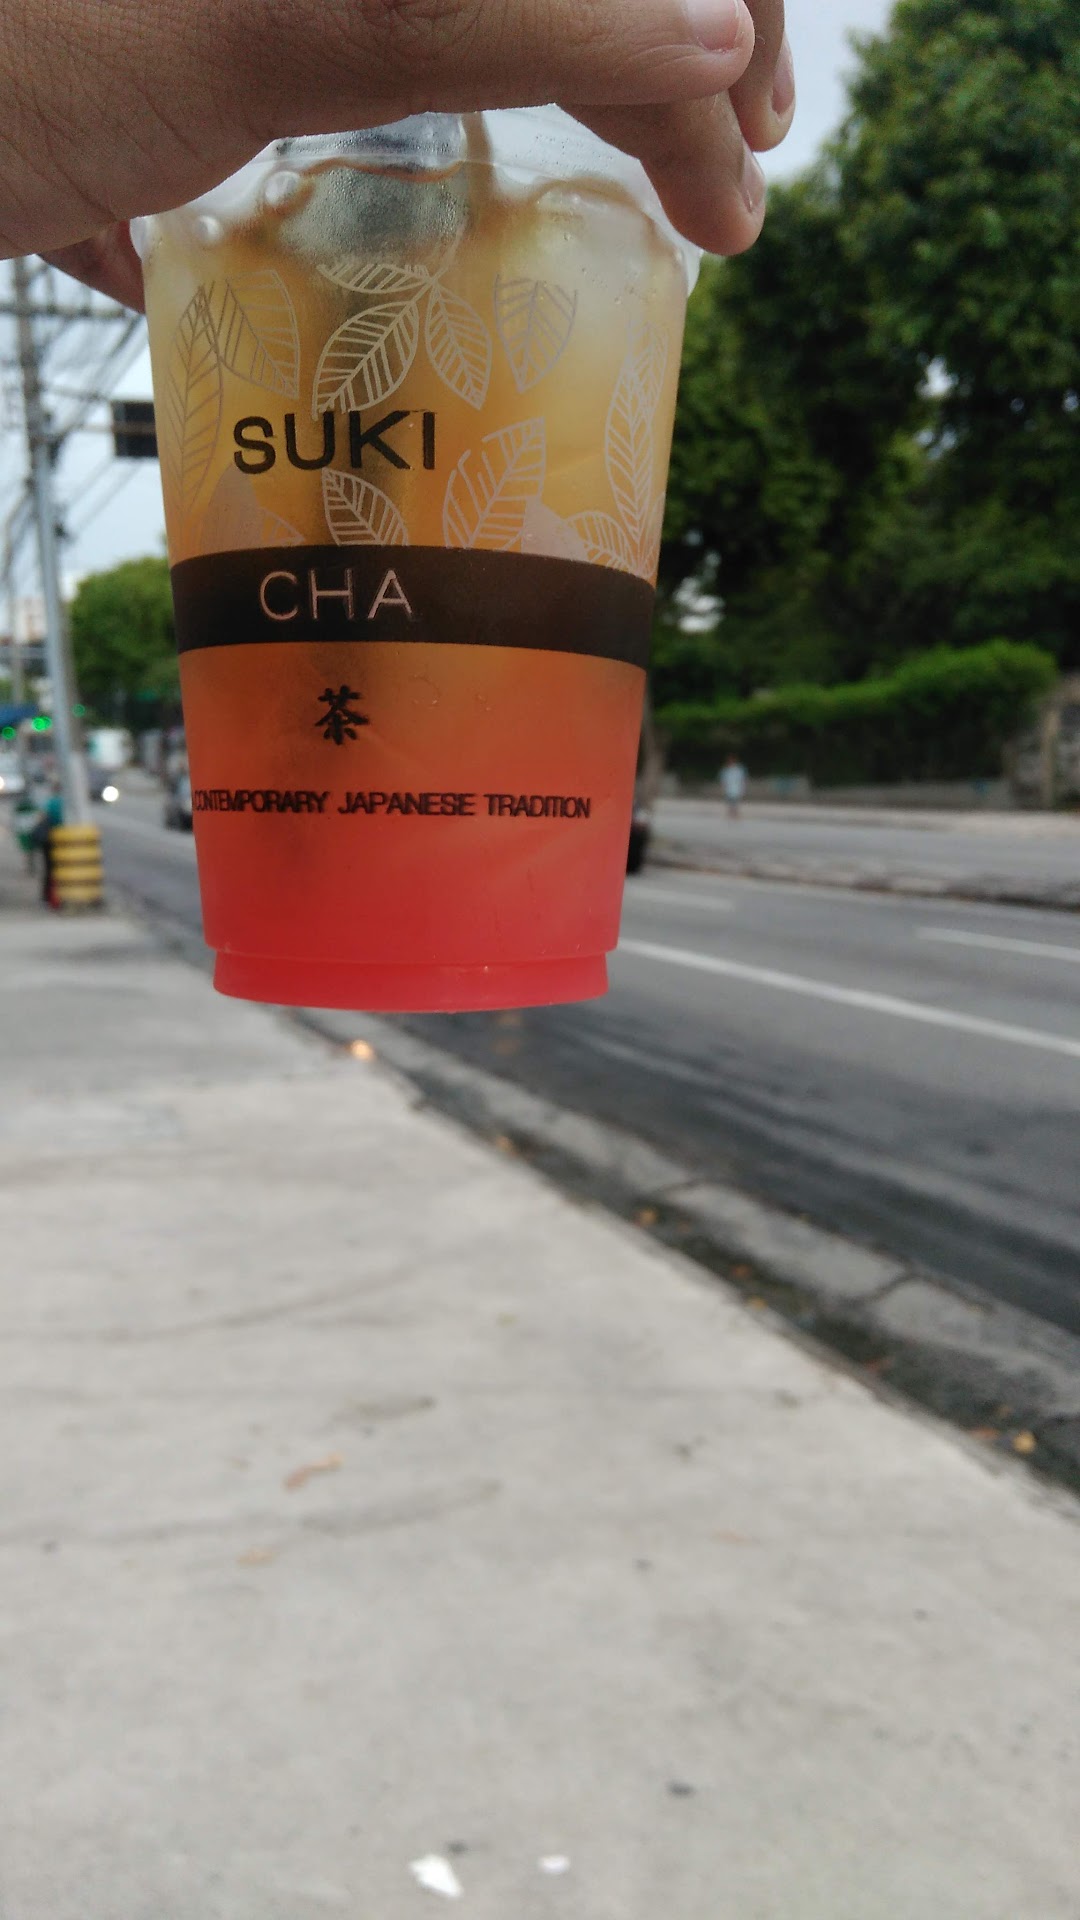 SUKI
CHA
茶
CONTEMPORARY JAPANESE TRADITION